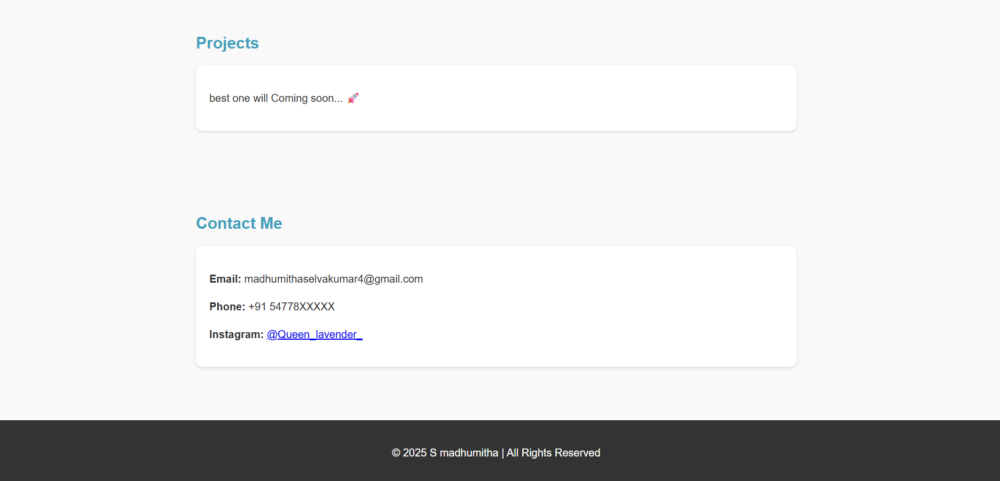 Projects
best one will Coming soon... 🚀
Contact Me
Email: madhumithaselvakumar4@gmail.com
Phone: +91 54778XXXXX
Instagram: @Queen_lavender_
© 2025 S madhumitha | All Rights Reserved